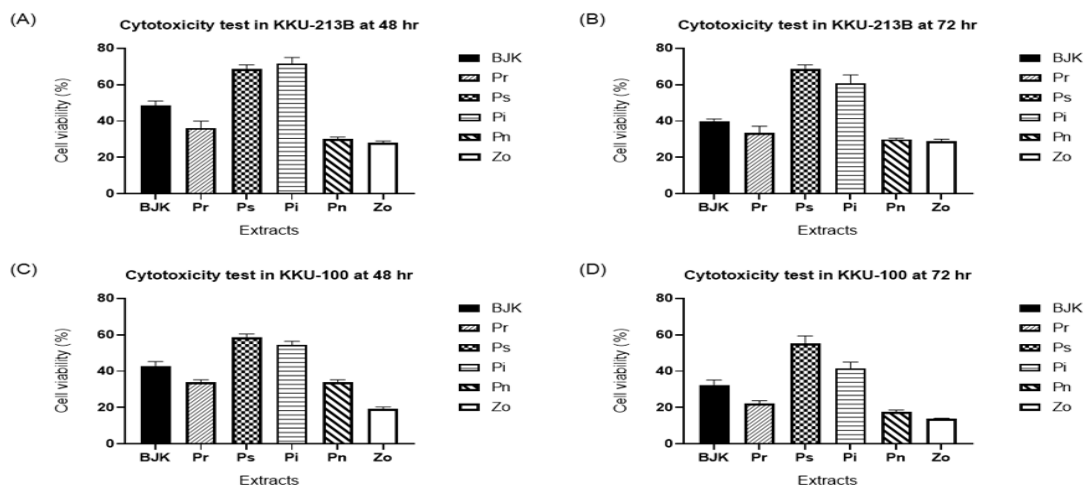 (A)
Cytotoxicity test in KKU-213B at 48 hr
80
60
40
20
0
Cell viability (%)
BJK Pr Ps Pi Pn Zo
Extracts
BJK
Pr
Ps
Pi
Pn
Zo
(B)
Cytotoxicity test in KKU-213B at 72 hr
80
60
40
20
0
Cell viability (%)
BJK Pr Ps Pi Pn Zo
Extracts
BJK
Pr
Ps
Pi
Pn
Zo
(C)
Cytotoxicity test in KKU-100 at 48 hr
80
60
40
20
0
Cell viability (%)
BJK Pr Ps Pi Pn Zo
Extracts
BJK
Pr
Ps
Pi
Pn
Zo
(D)
Cytotoxicity test in KKU-100 at 72 hr
80
60
40
20
0
Cell viability (%)
BJK Pr Ps Pi Pn Zo
Extracts
BJK
Pr
Ps
Pi
Pn
Zo